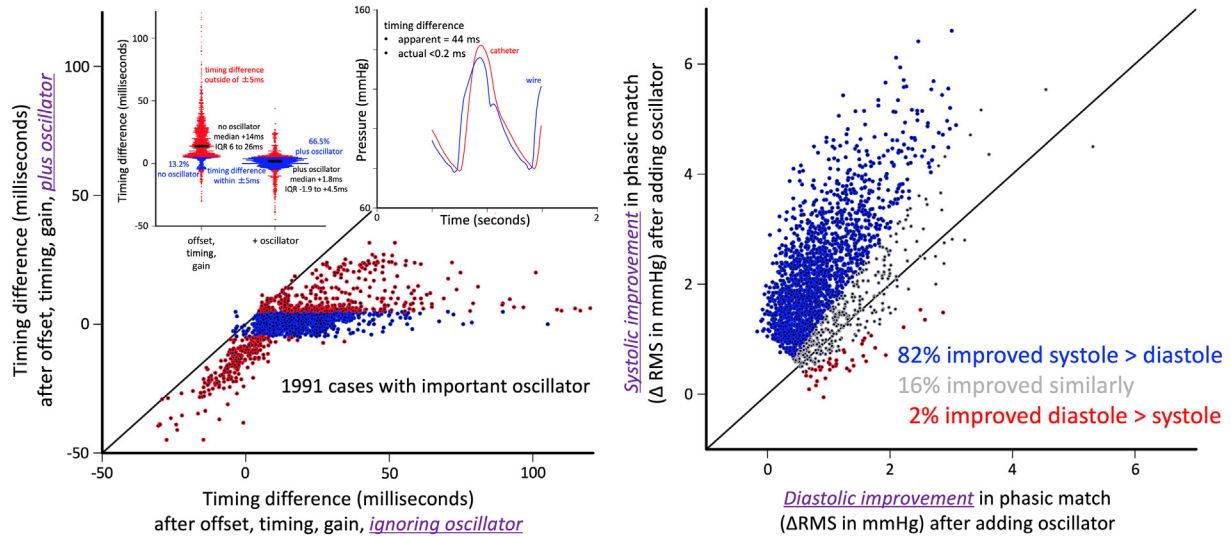 Timing difference (milliseconds)
after offset, timing, gain, plus oscillator
100
50
0
-50
-50
0
50
100
Timing difference (milliseconds)
after offset, timing, gain, ignoring oscillator
1991 cases with important oscillator
Timing difference (milliseconds)
100
50
0
-50
timing difference
outside of ±5ms
no oscillator
median +14ms
IQR 6 to 26ms
13.2%
no oscillator
timing difference
within ±5ms
66.5%
plus oscillator
plus oscillator
median +1.8ms
IQR -1.9 to +4.5ms
offset,
timing,
gain
+ oscillator
Pressure (mmHg)
160
60
timing difference
• apparent = 44 ms
• actual <0.2 ms
catheter
wire
0
Time (seconds)
2
Systolic improvement in phasic match
(Δ RMS in mmHg) after adding oscillator
6
4
2
0
82% improved systole > diastole
16% improved similarly
2% improved diastole > systole
0
2
4
6
Diastolic improvement in phasic match
(ΔRMS in mmHg) after adding oscillator